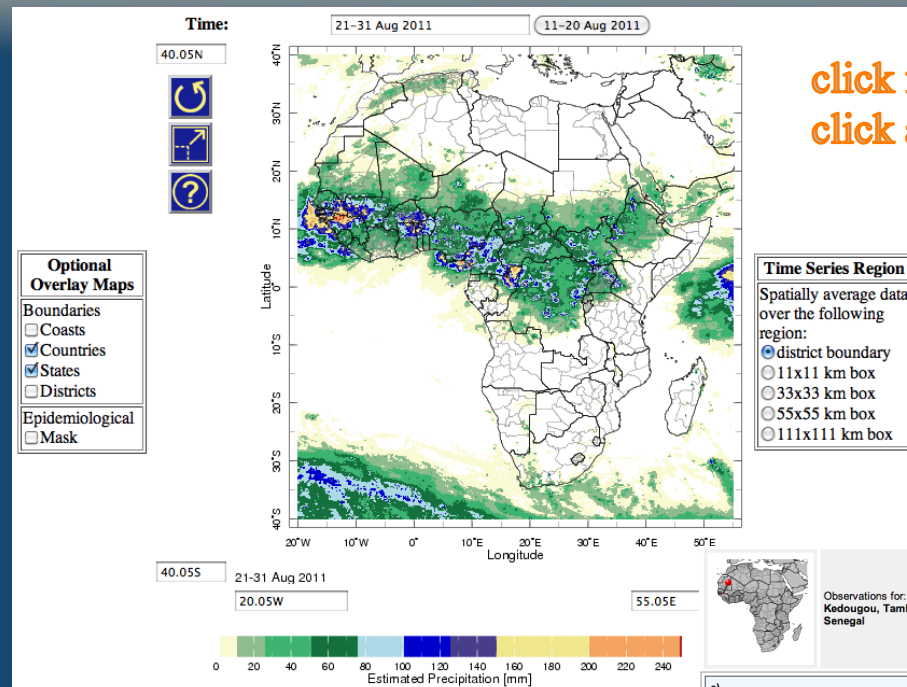 Time:
21-31 Aug 2011
11-20 Aug 2011
40.05N
click
click
40°N
30°N
20°N
10°N
0°
10°S
20°S
30°S
40°S
Latitude
20°W 10°W 0° 10°E 20°E 30°E 40°E 50°E
Longitude
Optional
Overlay Maps
Boundaries
Coasts
Countries
States
Districts
Epidemiological
Mask
Time Series Region
Spatially average data
over the following
region:
district boundary
11x11 km box
33x33 km box
55x55 km box
111x111 km box
40.05S
21-31 Aug 2011
20.05W
55.05E
Observations for:
Kedougou,
Senegal
0 20 40 60 80 100 120 140 160 180 200 220 240
Estimated Precipitation [mm]